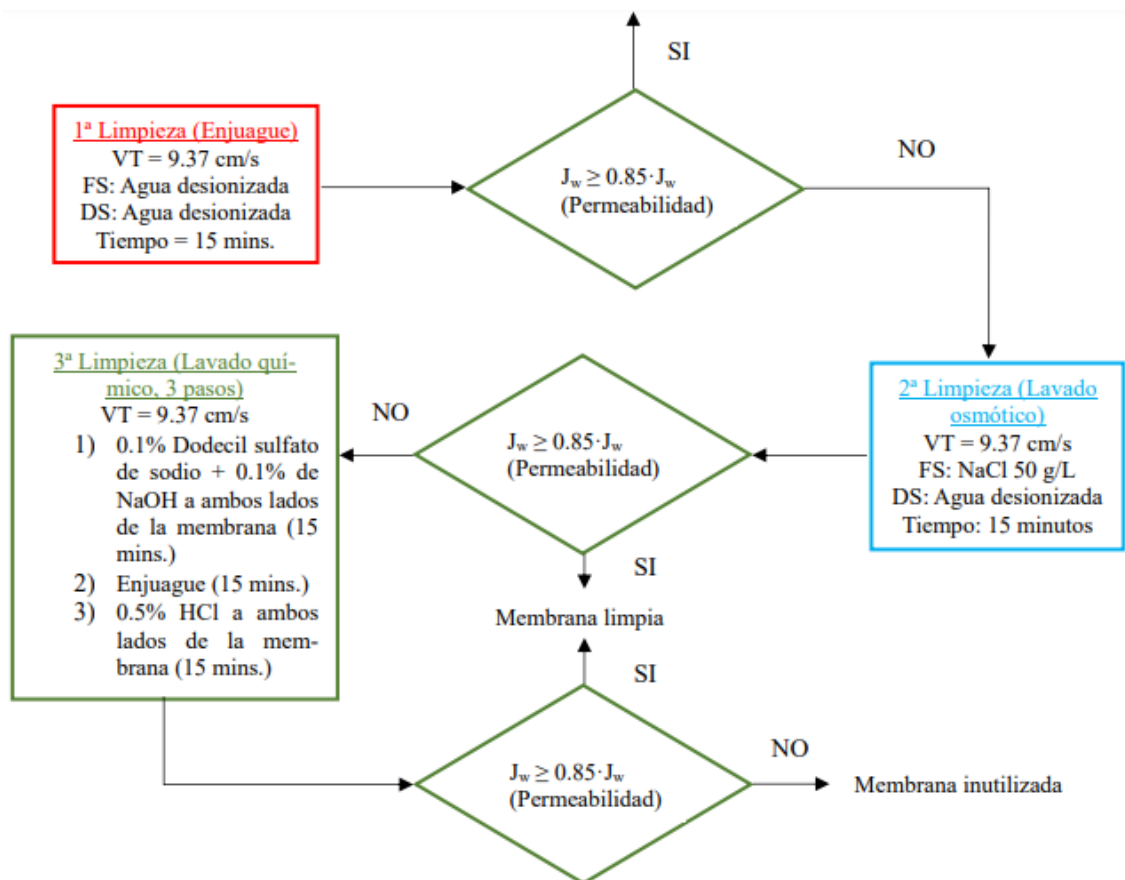 SI
1ª Limpieza (Enjuague)
VT = 9.37 cm/s
FS: Agua desionizada
DS: Agua desionizada
Tiempo = 15 mins.
Jw ≥ 0.85·Jw
(Permeabilidad)
NO
2ª Limpieza (Lavado
osmótico)
VT = 9.37 cm/s
FS: NaCl 50 g/L
DS: Agua desionizada
Tiempo: 15 minutos
Jw ≥ 0.85·Jw
(Permeabilidad)
NO
SI
Membrana limpia
3ª Limpieza (Lavado quí-
mico, 3 pasos)
VT = 9.37 cm/s
1) 0.1% Dodecil sulfato
de sodio + 0.1% de
NaOH a ambos lados
de la membrana (15
mins.)
2) Enjuague (15 mins.)
3) 0.5% HCl a ambos
lados de la mem-
brana (15 mins.)
SI
Jw ≥ 0.85·Jw
(Permeabilidad)
NO
Membrana inutilizada